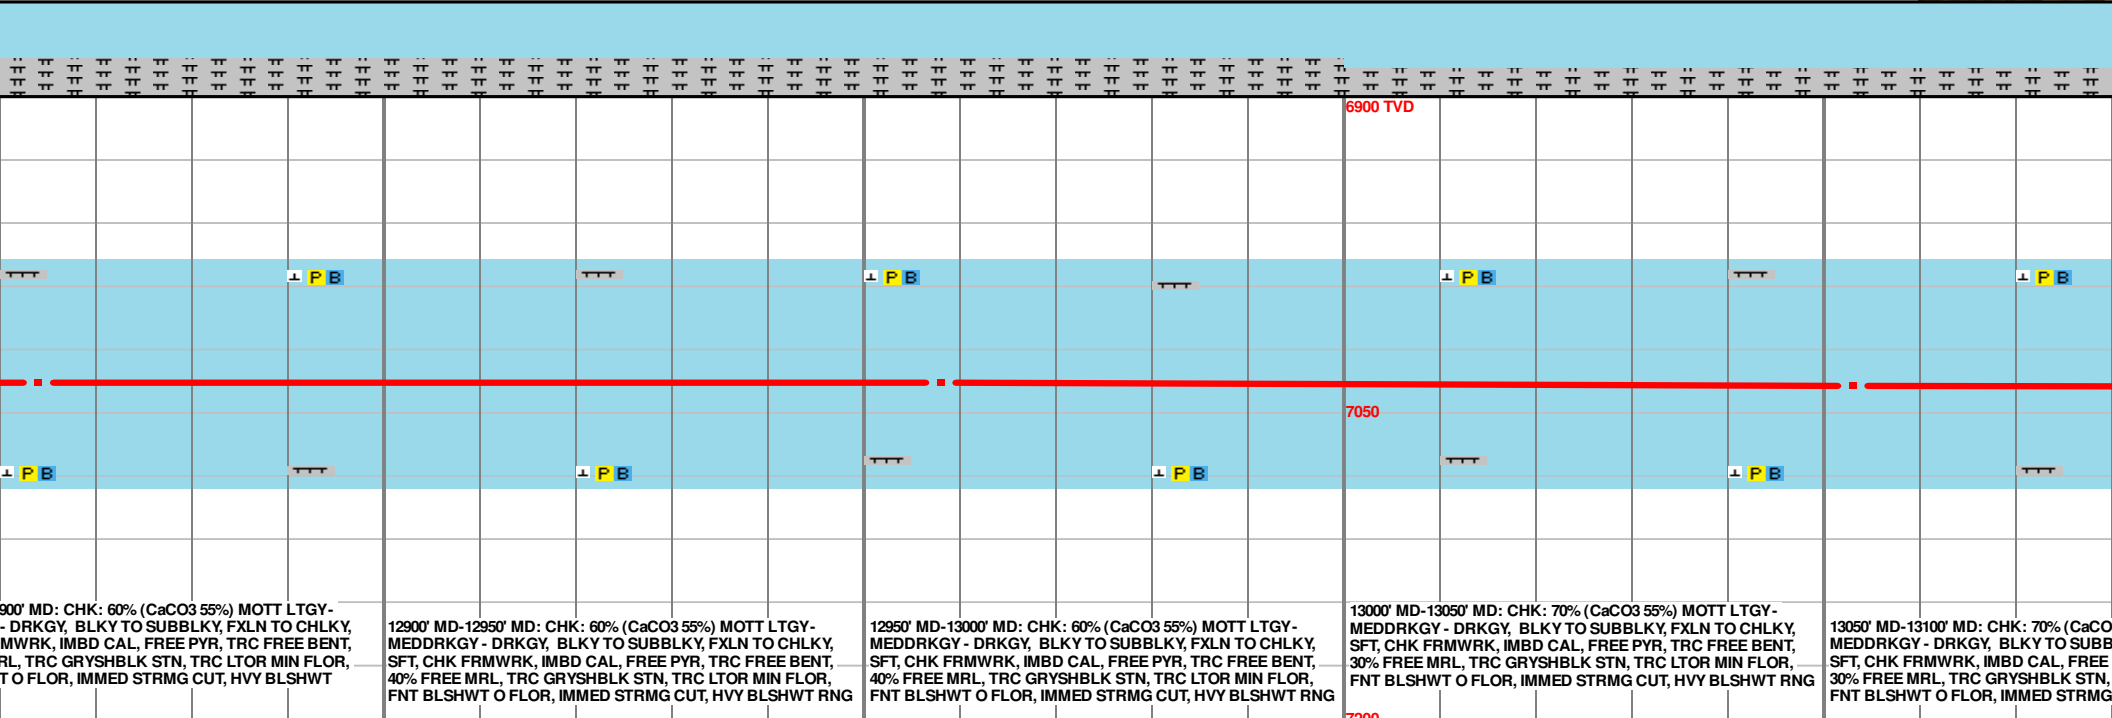 6900 TVD
P B
P B
P B
P B
7050
P B
P B
P B
P B
900' MD: CHK: 60% (CaCO3 55%) MOTT LTGY-
- DRKGY, BLKY TO SUBBLKY, FXLN TO CHLKY,
MWRK, IMBD CAL, FREE PYR, TRC FREE BENT,
RL, TRC GRYSHBLK STN, TRC LTOR MIN FLOR,
T O FLOR, IMMED STRMG CUT, HVY BLSHWT
12900' MD-12950' MD: CHK: 60% (CaCO3 55%) MOTT LTGY-
MEDDRKGY - DRKGY, BLKY TO SUBBLKY, FXLN TO CHLKY,
SFT, CHK FRMWRK, IMBD CAL, FREE PYR, TRC FREE BENT,
40% FREE MRL, TRC GRYSHBLK STN, TRC LTOR MIN FLOR,
FNT BLSHWT O FLOR, IMMED STRMG CUT, HVY BLSHWT RNG
12950' MD-13000' MD: CHK: 60% (CaCO3 55%) MOTT LTGY-
MEDDRKGY - DRKGY, BLKY TO SUBBLKY, FXLN TO CHLKY,
SFT, CHK FRMWRK, IMBD CAL, FREE PYR, TRC FREE BENT,
40% FREE MRL, TRC GRYSHBLK STN, TRC LTOR MIN FLOR,
FNT BLSHWT O FLOR, IMMED STRMG CUT, HVY BLSHWT RNG
13000' MD-13050' MD: CHK: 70% (CaCO3 55%) MOTT LTGY-
MEDDRKGY - DRKGY, BLKY TO SUBBLKY, FXLN TO CHLKY,
SFT, CHK FRMWRK, IMBD CAL, FREE PYR, TRC FREE BENT,
30% FREE MRL, TRC GRYSHBLK STN, TRC LTOR MIN FLOR,
FNT BLSHWT O FLOR, IMMED STRMG CUT, HVY BLSHWT RNG
13050' MD-13100' MD: CHK: 70% (CaCO
MEDDRKGY - DRKGY, BLKY TO SUBB
SFT, CHK FRMWRK, IMBD CAL, FREE
30% FREE MRL, TRC GRYSHBLK STN,
FNT BLSHWT O FLOR, IMMED STRMG